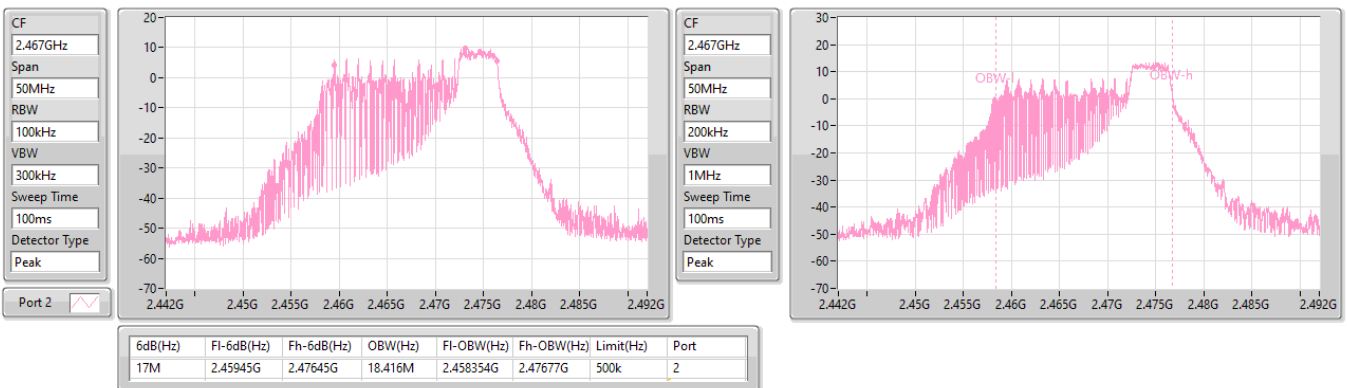 CF
2.467GHz
Span
50MHz
RBW
100kHz
VBW
300kHz
Sweep Time
100ms
Detector Type
Peak
Port 2
20-
10-
0-
-10-
-20-
-30-
-40-
-50-
-60-
-70-
2.442G 2.45G 2.455G 2.46G 2.465G 2.47G 2.475G 2.48G 2.485G 2.492G
CF
2.467GHz
Span
50MHz
RBW
200kHz
VBW
1MHz
Sweep Time
100ms
Detector Type
Peak
30-
20-
10-
0-
-10-
-20-
-30-
-40-
-50-
-60-
-70-
OBW-l OBW-h
2.442G 2.45G 2.455G 2.46G 2.465G 2.47G 2.475G 2.48G 2.485G 2.492G
6dB(Hz) Fl-6dB(Hz) Fh-6dB(Hz) OBW(Hz) Fl-OBW(Hz) Fh-OBW(Hz) Limit(Hz) Port
17M 2.45945G 2.47645G 18.416M 2.458354G 2.47677G 500k 2